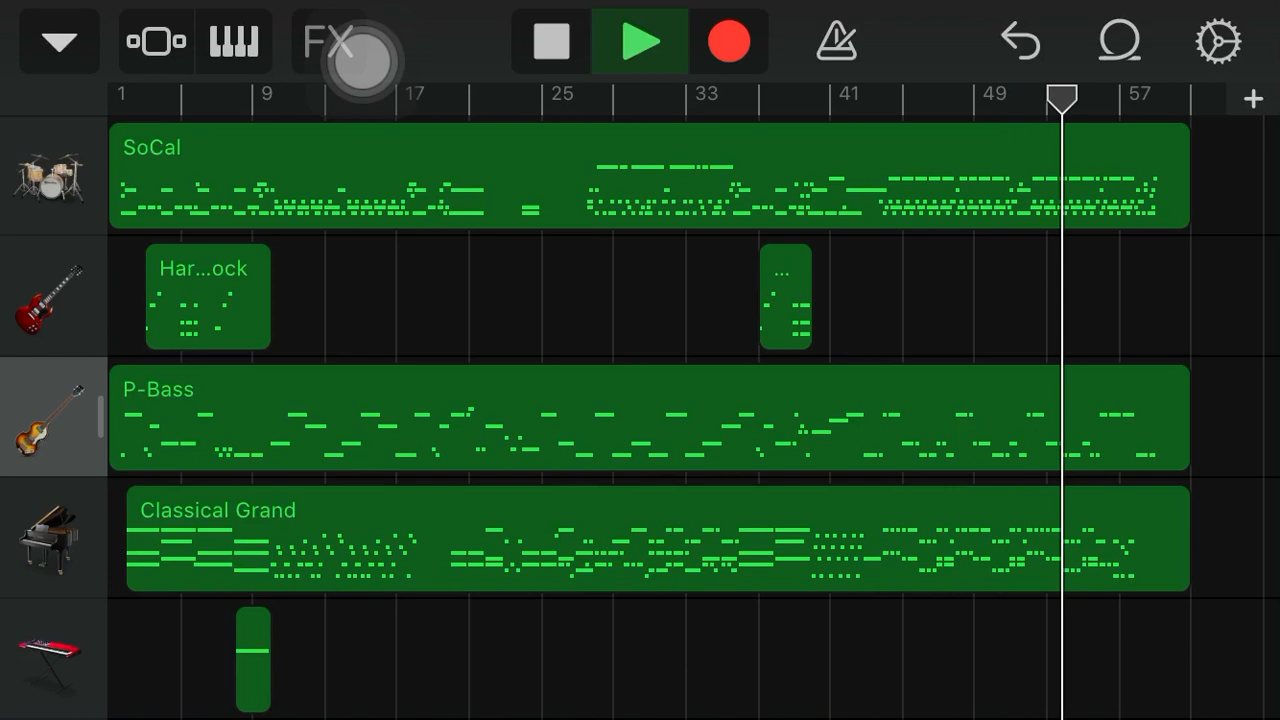 FX
1 9 17 25 33 41 49 57
SoCal
Har...ock
...
P-Bass
Classical Grand